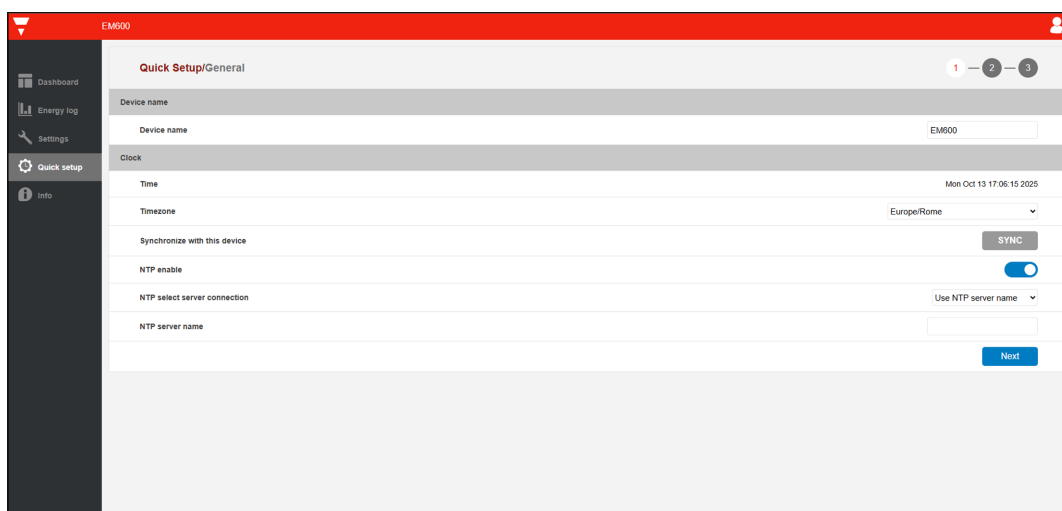 EM600
Dashboard
Energy log
Settings
Quick setup
Info
Quick Setup/General
1 2 3
Device name
Device name EM600
Clock
Time Mon Oct 13 17:06:15 2025
Timezone Europe/Rome
Synchronize with this device SYNC
NTP enable
NTP select server connection Use NTP server name
NTP server name
Next